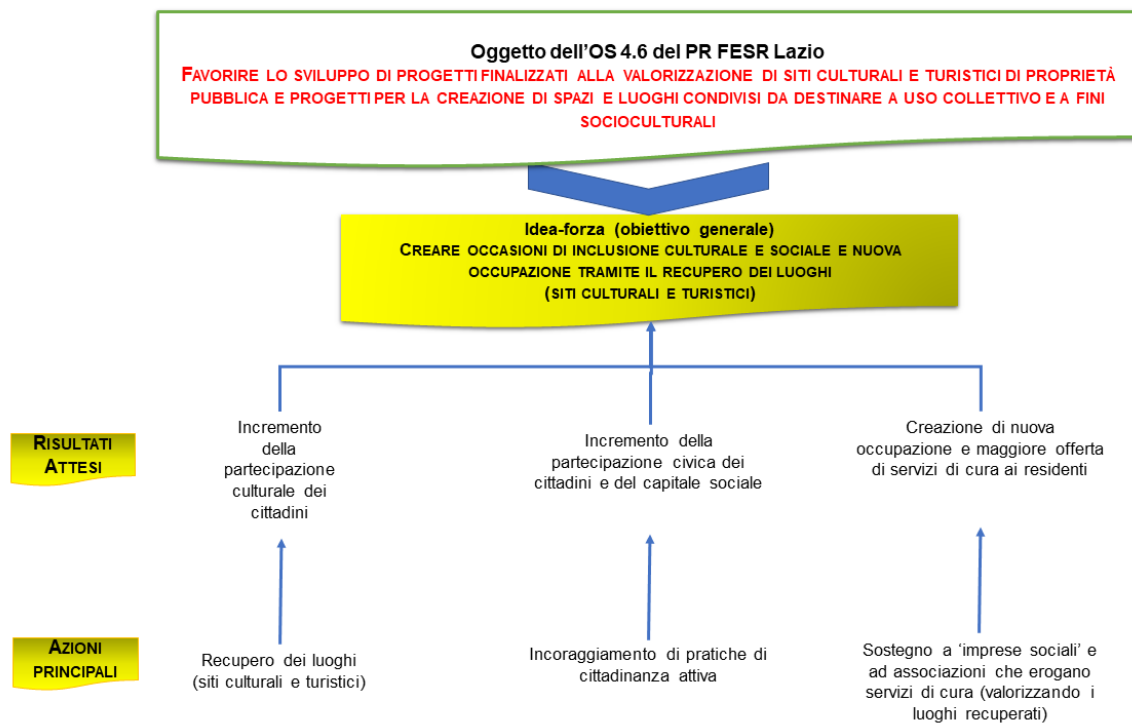 Oggetto dell'OS 4.6 del PR FESR Lazio
FAVORIRE LO SVILUPPO DI PROGETTI FINALIZZATI ALLA VALORIZZAZIONE DI SITI CULTURALI E TURISTICI DI PROPRIETÀ
PUBBLICA E PROGETTI PER LA CREAZIONE DI SPAZI E LUOGHI CONDIVISI DA DESTINARE A USO COLLETTIVO E A FINI
SOCIOCULTURALI
Idea-forza (obiettivo generale)
CREARE OCCASIONI DI INCLUSIONE CULTURALE E SOCIALE E NUOVA
OCCUPAZIONE TRAMITE IL RECUPERO DEI LUOGHI
(SITI CULTURALI E TURISTICI)
RISULTATI
ATTESI
Incremento
della
partecipazione
culturale dei
cittadini
Incremento della
partecipazione civica dei
cittadini e del capitale sociale
Creazione di nuova
occupazione e maggiore offerta
di servizi di cura ai residenti
AZIONI
PRINCIPALI
Recupero dei luoghi
(siti culturali e turistici)
Incoraggiamento di pratiche di
cittadinanza attiva
Sostegno a 'imprese sociali' e
ad associazioni che erogano
servizi di cura (valorizzando i
luoghi recuperati)